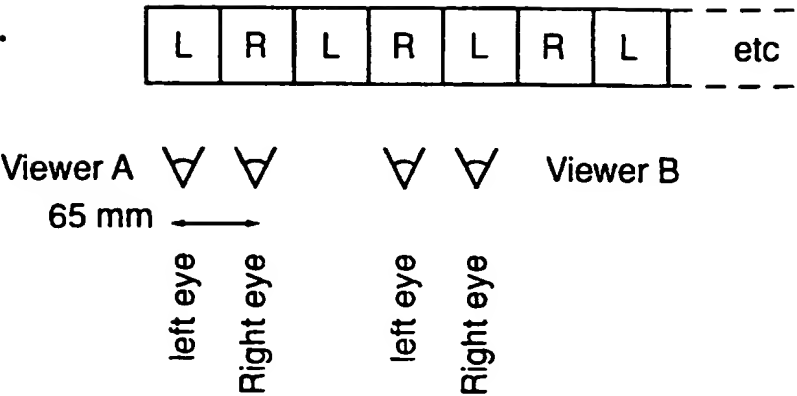 L R L R L R L etc
Viewer A Viewer B
65 mm
left eye Right eye left eye Right eye